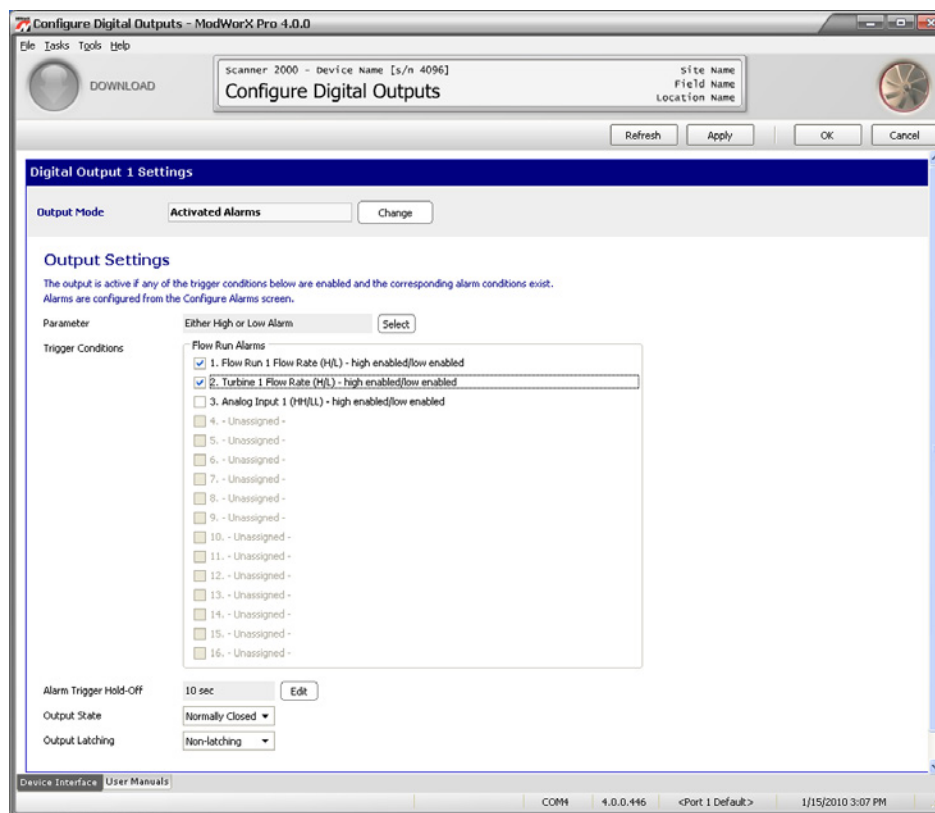 Configure Digital Outputs - ModWorX Pro 4.0.0
File Tasks Tools Help
DOWNLOAD
Scanner 2000 - Device Name [s/n 4096]
Configure Digital Outputs
Site Name
Field Name
Location Name
Refresh Apply OK Cancel
Digital Output 1 Settings
Output Mode Activated Alarms Change
Output Settings
The output is active if any of the trigger conditions below are enabled and the corresponding alarm conditions exist.
Alarms are configured from the Configure Alarms screen.
Parameter Either High or Low Alarm Select
Trigger Conditions Flow Run Alarms
1. Flow Run 1 Flow Rate (H/L) - high enabled/low enabled
2. Turbine 1 Flow Rate (H/L) - high enabled/low enabled
3. Analog Input 1 (HH/LL) - high enabled/low enabled
4. - Unassigned -
5. - Unassigned -
6. - Unassigned -
7. - Unassigned -
8. - Unassigned -
9. - Unassigned -
10. - Unassigned -
11. - Unassigned -
12. - Unassigned -
13. - Unassigned -
14. - Unassigned -
15. - Unassigned -
16. - Unassigned -
Alarm Trigger Hold-Off 10 sec Edit
Output State Normally Closed
Output Latching Non-latching
Device Interface User Manuals
COM4 4.0.0.446 <Port 1 Default> 1/15/2010 3:07 PM